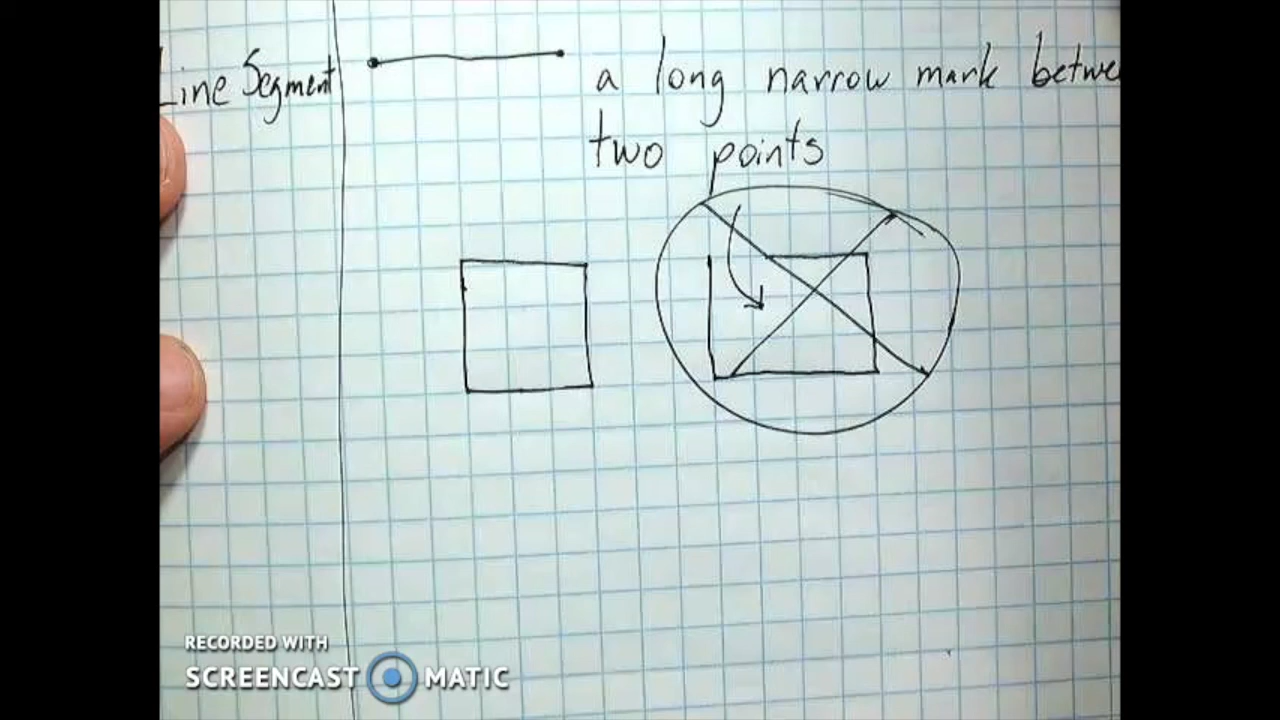 Line Segment
a long narrow mark betwe
two points
RECORDED WITH
SCREENCAST MATIC